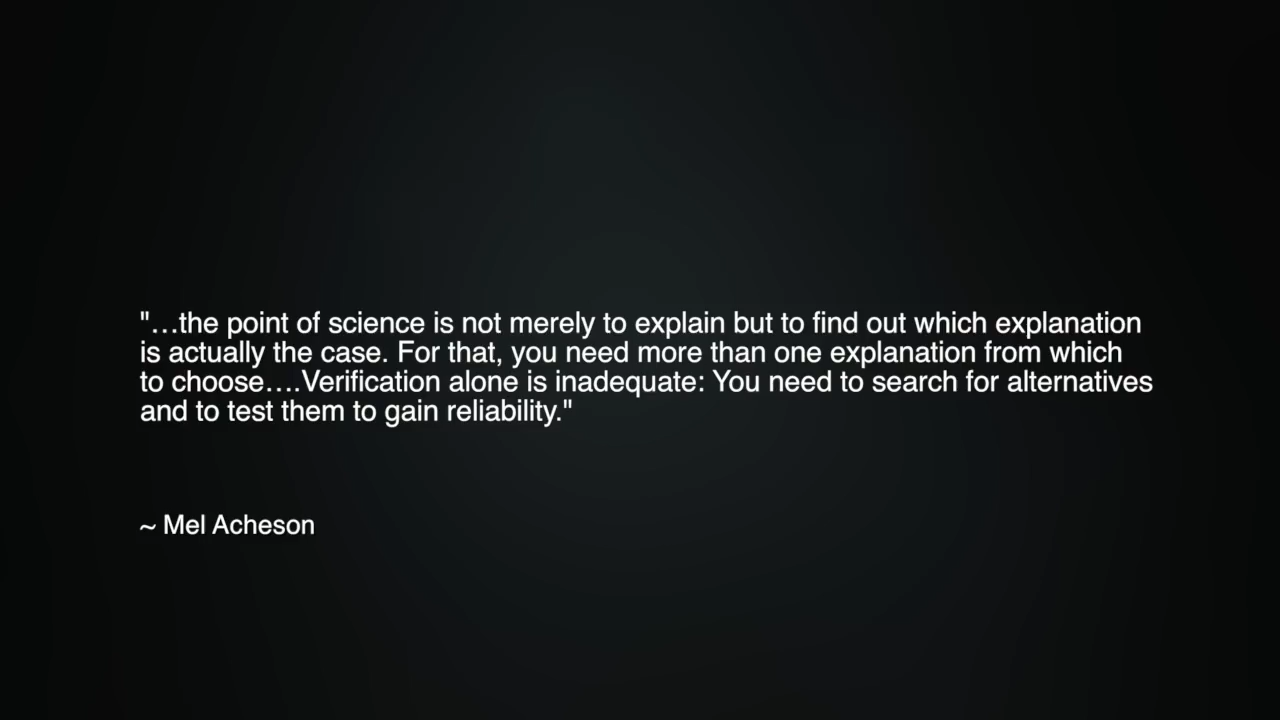 "…the point of science is not merely to explain but to find out which explanation
is actually the case. For that, you need more than one explanation from which
to choose….Verification alone is inadequate: You need to search for alternatives
and to test them to gain reliability."
~ Mel Acheson